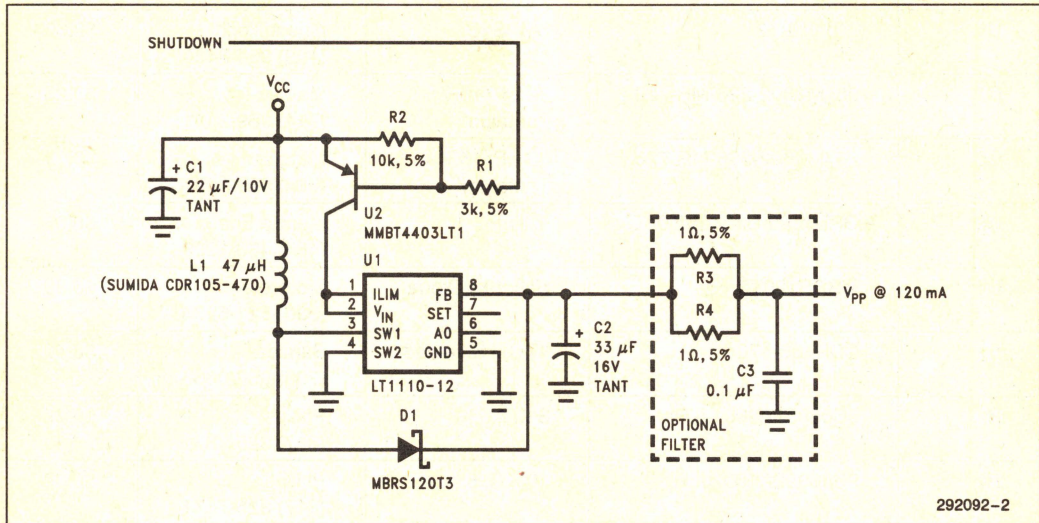 SHUTDOWN
VCC
R2
10k, 5%
R1
3k, 5%
+ C1
22 µF/10V
TANT
U2
MMBT4403LT1
L1 47 µH
(SUMIDA CDR105-470)
U1
1 ILIM FB 8
2 VIN SET 7
3 SW1 AO 6
4 SW2 GND 5
LT1110-12
+ C2
33 µF
16V
TANT
1Ω, 5%
R3
R4
1Ω, 5%
VPP @ 120 mA
C3
0.1 µF
OPTIONAL
FILTER
D1
MBRS120T3
292092-2